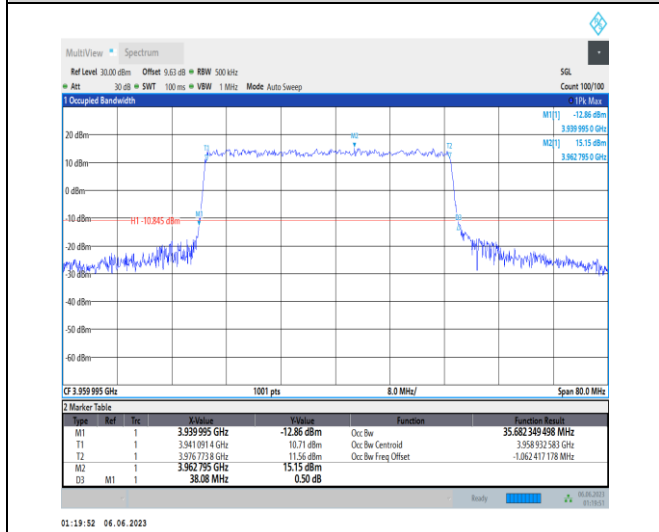 MultiView Spectrum
Ref Level 30.00 dBm Offset 9.63 dB RBW 500 kHz SGL
Att 30 dB SWT 100 ms VBW 1 MHz Mode Auto Sweep Count 100/100
1 Occupied Bandwidth 1Pk Max
M1[1] -12.86 dBm
3.939 995 0 GHz
M2[1] 15.15 dBm
3.962 795 0 GHz
20 dBm
M2
T1
T2
10 dBm
0 dBm
-10 dBm
M1
D3
H1 -10.845 dBm
-20 dBm
-30 dBm
-40 dBm
-50 dBm
-60 dBm
CF 3.959 995 GHz 1001 pts 8.0 MHz/ Span 80.0 MHz
2 Marker Table
Type Ref Trc X-Value Y-Value Function Function Result
M1 1 3.939 995 GHz -12.86 dBm Occ Bw 35.682 349 498 MHz
T1 1 3.941 091 4 GHz 10.71 dBm Occ Bw Centroid 3.958 932 583 GHz
T2 1 3.976 773 8 GHz 11.56 dBm Occ Bw Freq Offset -1.062 417 178 MHz
M2 1 3.962 795 GHz 15.15 dBm
D3 M1 1 38.08 MHz 0.50 dB
Ready 06.06.2023
01:19:53
01:19:52 06.06.2023